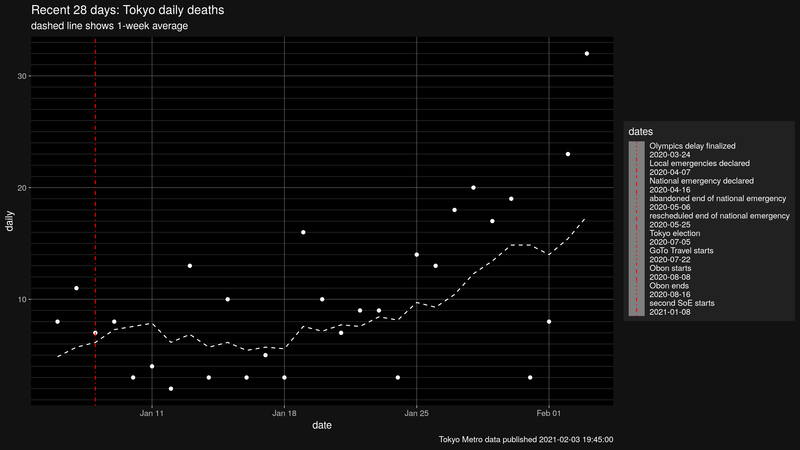 Recent 28 days: Tokyo daily deaths
dashed line shows 1-week average
daily
30
20
10
Jan 11
Jan 18
Jan 25
Feb 01
date
Tokyo Metro data published 2021-02-03 19:45:00
dates
Olympics delay finalized
2020-03-24
Local emergencies declared
2020-04-07
National emergency declared
2020-04-16
abandoned end of national emergency
2020-05-06
rescheduled end of national emergency
2020-05-25
Tokyo election
2020-07-05
GoTo Travel starts
2020-07-22
Obon starts
2020-08-08
Obon ends
2020-08-16
second SoE starts
2021-01-08